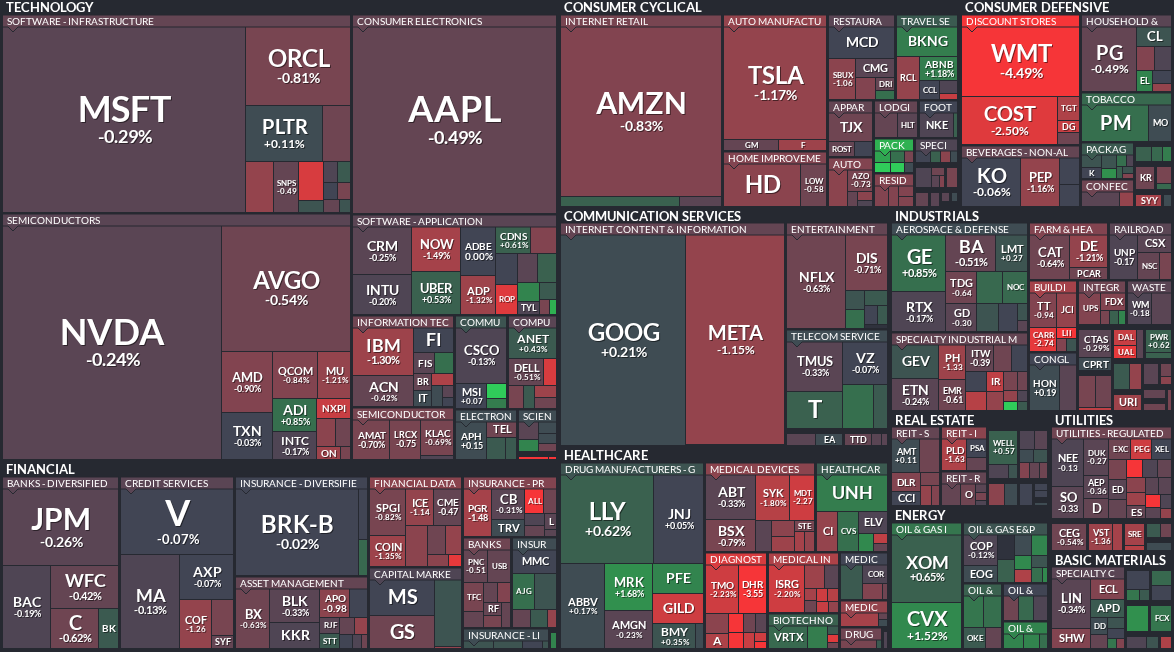 TECHNOLOGY
SOFTWARE - INFRASTRUCTURE
MSFT
-0.29%
ORCL
-0.81%
PLTR
+0.11%
SNPS
-0.49
CONSUMER ELECTRONICS
AAPL
-0.49%
SEMICONDUCTORS
NVDA
-0.24%
AVGO
-0.54%
AMD
-0.90%
QCOM
-0.84%
MU
-1.21%
TXN
-0.03%
ADI
+0.85%
NXPI
INTC
-0.17%
ON
SOFTWARE - APPLICATION
CRM
-0.25%
NOW
-1.49%
ADBE
0.00%
CDNS
+0.61%
INTU
-0.20%
UBER
+0.53%
ADP
-1.32%
ROP
TYL
INFORMATION TEC
IBM
-1.30%
FI
FIS
ACN
-0.42%
BR
IT
COMMU
CSCO
-0.13%
MSI
+0.07
COMPU
ANET
+0.43%
DELL
-0.51%
SEMICONDUCTOR
AMAT
-0.70%
LRCX
-0.75
KLAC
-0.69%
ELECTRON
APH
+0.15
TEL
SCIEN
CONSUMER CYCLICAL
INTERNET RETAIL
AMZN
-0.83%
AUTO MANUFACTU
TSLA
-1.17%
GM
F
HOME IMPROVEME
HD
LOW
-0.58
RESTAURA
MCD
SBUX
-1.06
CMG
DRI
TRAVEL SE
BKNG
RCL
ABNB
+1.18%
CCL
APPAR
TJX
ROST
LODGI
HLT
FOOT
NKE
AUTO
AZO
-0.73
PACK
SPECI
RESID
CONSUMER DEFENSIVE
DISCOUNT STORES
WMT
-4.49%
COST
-2.50%
TGT
DG
HOUSEHOLD &
PG
-0.49%
CL
EL
TOBACCO
PM
MO
BEVERAGES - NON-AL
KO
-0.06%
PEP
-1.16%
PACKAG
K
KR
CONFEC
SYY
COMMUNICATION SERVICES
INTERNET CONTENT & INFORMATION
GOOG
+0.21%
META
-1.15%
ENTERTAINMENT
NFLX
-0.63%
DIS
-0.71%
TELECOM SERVICE
TMUS
-0.33%
VZ
-0.07%
T
EA
TTD
INDUSTRIALS
AEROSPACE & DEFENSE
GE
+0.85%
BA
-0.51%
LMT
+0.27
RTX
-0.17%
TDG
-0.64
NOC
GD
-0.30
FARM & HEA
CAT
-0.64%
DE
-1.21%
PCAR
RAILROAD
UNP
-0.17
CSX
NSC
BUILDI
TT
-0.94
JCI
CARR
-2.74
LII
INTEGR
UPS
FDX
WASTE
WM
-0.18
SPECIALTY INDUSTRIAL M
GEV
PH
-1.33
ITW
-0.39
ETN
-0.24%
EMR
-0.61
IR
CONGL
HON
+0.19
CTAS
-0.29%
DAL
UAL
PWR
+0.62
CPRT
URI
FINANCIAL
BANKS - DIVERSIFIED
JPM
-0.26%
BAC
-0.19%
WFC
-0.42%
C
-0.62%
BK
CREDIT SERVICES
V
-0.07%
MA
-0.13%
AXP
-0.07%
COF
-1.26
SYF
INSURANCE - DIVERSIFIE
BRK-B
-0.02%
ASSET MANAGEMENT
BX
-0.63%
BLK
-0.33%
KKR
APO
-0.98
RJF
STT
FINANCIAL DATA
SPGI
-0.82%
ICE
-1.14
CME
-0.47
COIN
-1.35%
CAPITAL MARKE
MS
GS
INSURANCE - PR
PGR
-1.48
CB
-0.31%
ALL
TRV
L
BANKS
PNC
-0.51
USB
TFC
RF
INSUR
MMC
AJG
INSURANCE - LI
HEALTHCARE
DRUG MANUFACTURERS - G
LLY
+0.62%
JNJ
+0.05%
ABBV
+0.17%
MRK
+1.68%
PFE
AMGN
-0.23%
GILD
BMY
+0.35%
MEDICAL DEVICES
ABT
-0.33%
SYK
-1.80%
MDT
-2.27
BSX
-0.79%
STE
HEALTHCAR
UNH
CI
CVS
ELV
DIAGNOST
TMO
-2.23%
DHR
-3.55
A
MEDICAL IN
ISRG
-2.20%
MEDIC
COR
BIOTECHNO
VRTX
MEDIC
DRUG
REAL ESTATE
REIT - S
AMT
+0.11
DLR
CCI
REIT - I
PLD
-1.63
PSA
WELL
+0.57
REIT - R
O
UTILITIES
UTILITIES - REGULATED
NEE
-0.13
DUK
-0.27
EXC
PEG
XEL
SO
-0.33
AEP
-0.36
ED
D
ES
CEG
-0.54%
VST
-1.36
SRE
ENERGY
OIL & GAS I
XOM
+0.65%
CVX
+1.52%
OIL & GAS E&P
COP
-0.12%
EOG
OIL &
OKE
OIL &
OIL &
BASIC MATERIALS
SPECIALTY C
LIN
-0.34%
ECL
APD
DD
SHW
FCX